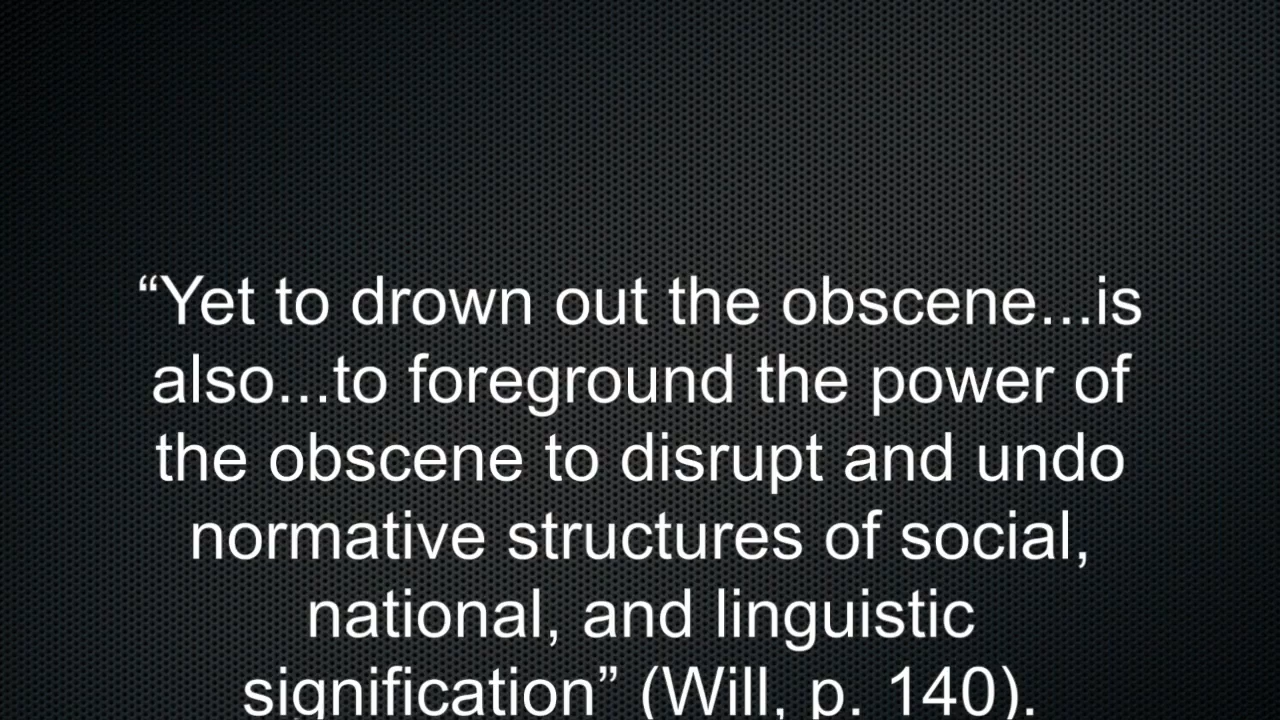 “Yet to drown out the obscene...is
also...to foreground the power of
the obscene to disrupt and undo
normative structures of social,
national, and linguistic
signification” (Will, p. 140).